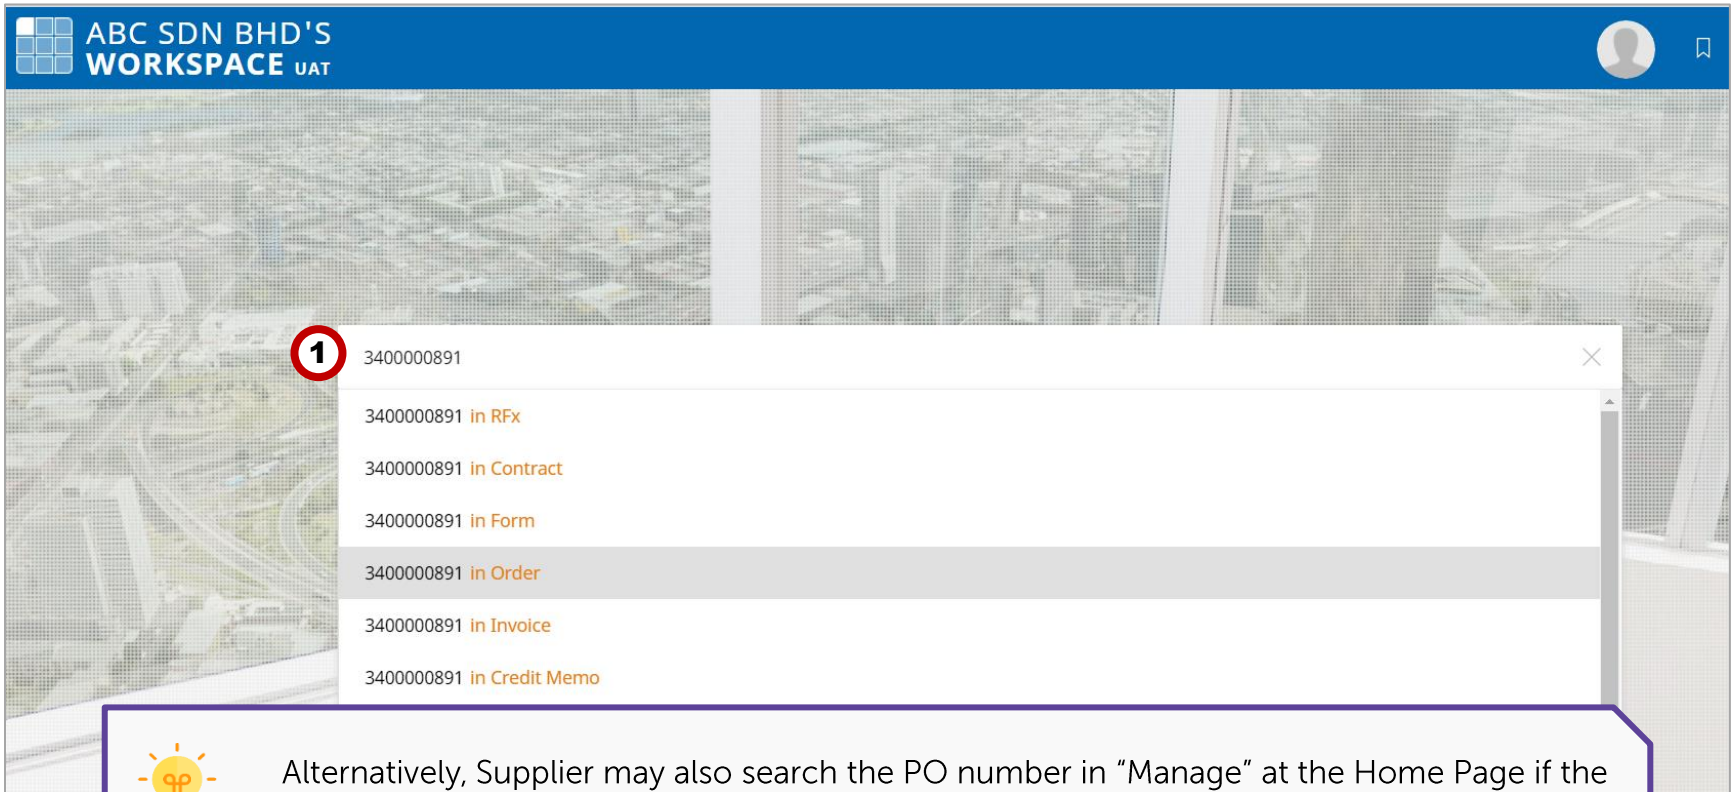 ABC SDN BHD'S
WORKSPACE UAT
1
3400000891
3400000891 in RFx
3400000891 in Contract
3400000891 in Form
3400000891 in Order
3400000891 in Invoice
3400000891 in Credit Memo
Alternatively, Supplier may also search the PO number in “Manage” at the Home Page if the